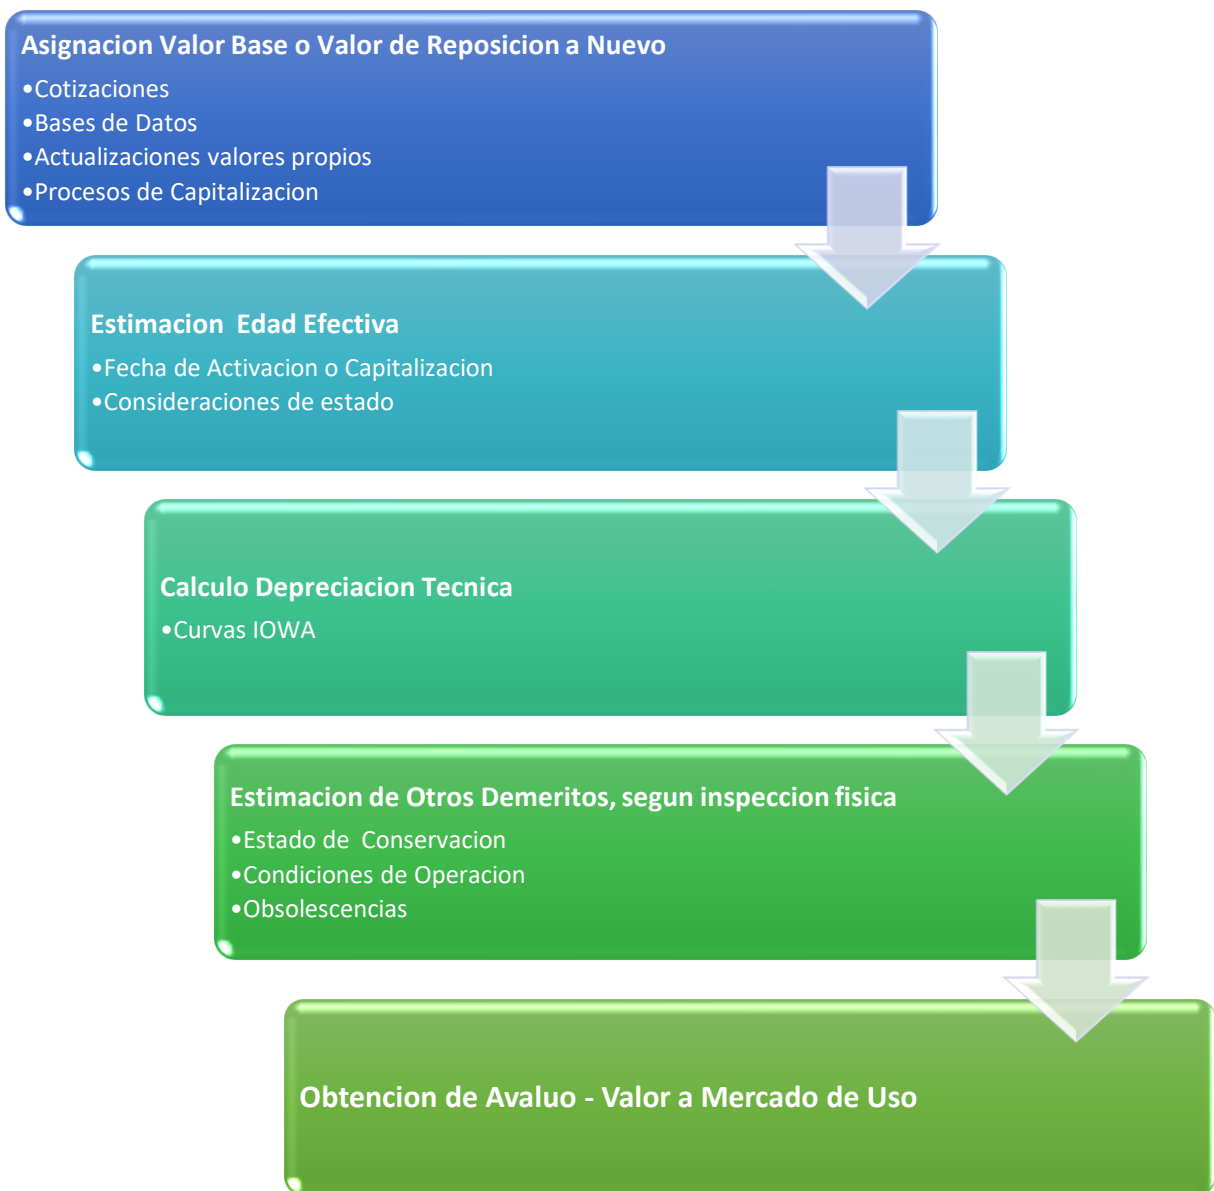 Asignacion Valor Base o Valor de Reposicion a Nuevo
•Cotizaciones
•Bases de Datos
•Actualizaciones valores propios
•Procesos de Capitalizacion
Estimacion Edad Efectiva
•Fecha de Activacion o Capitalizacion
•Consideraciones de estado
Calculo Depreciacion Tecnica
•Curvas IOWA
Estimacion de Otros Demeritos, segun inspeccion fisica
•Estado de Conservacion
•Condiciones de Operacion
•Obsolescencias
Obtencion de Avaluo - Valor a Mercado de Uso